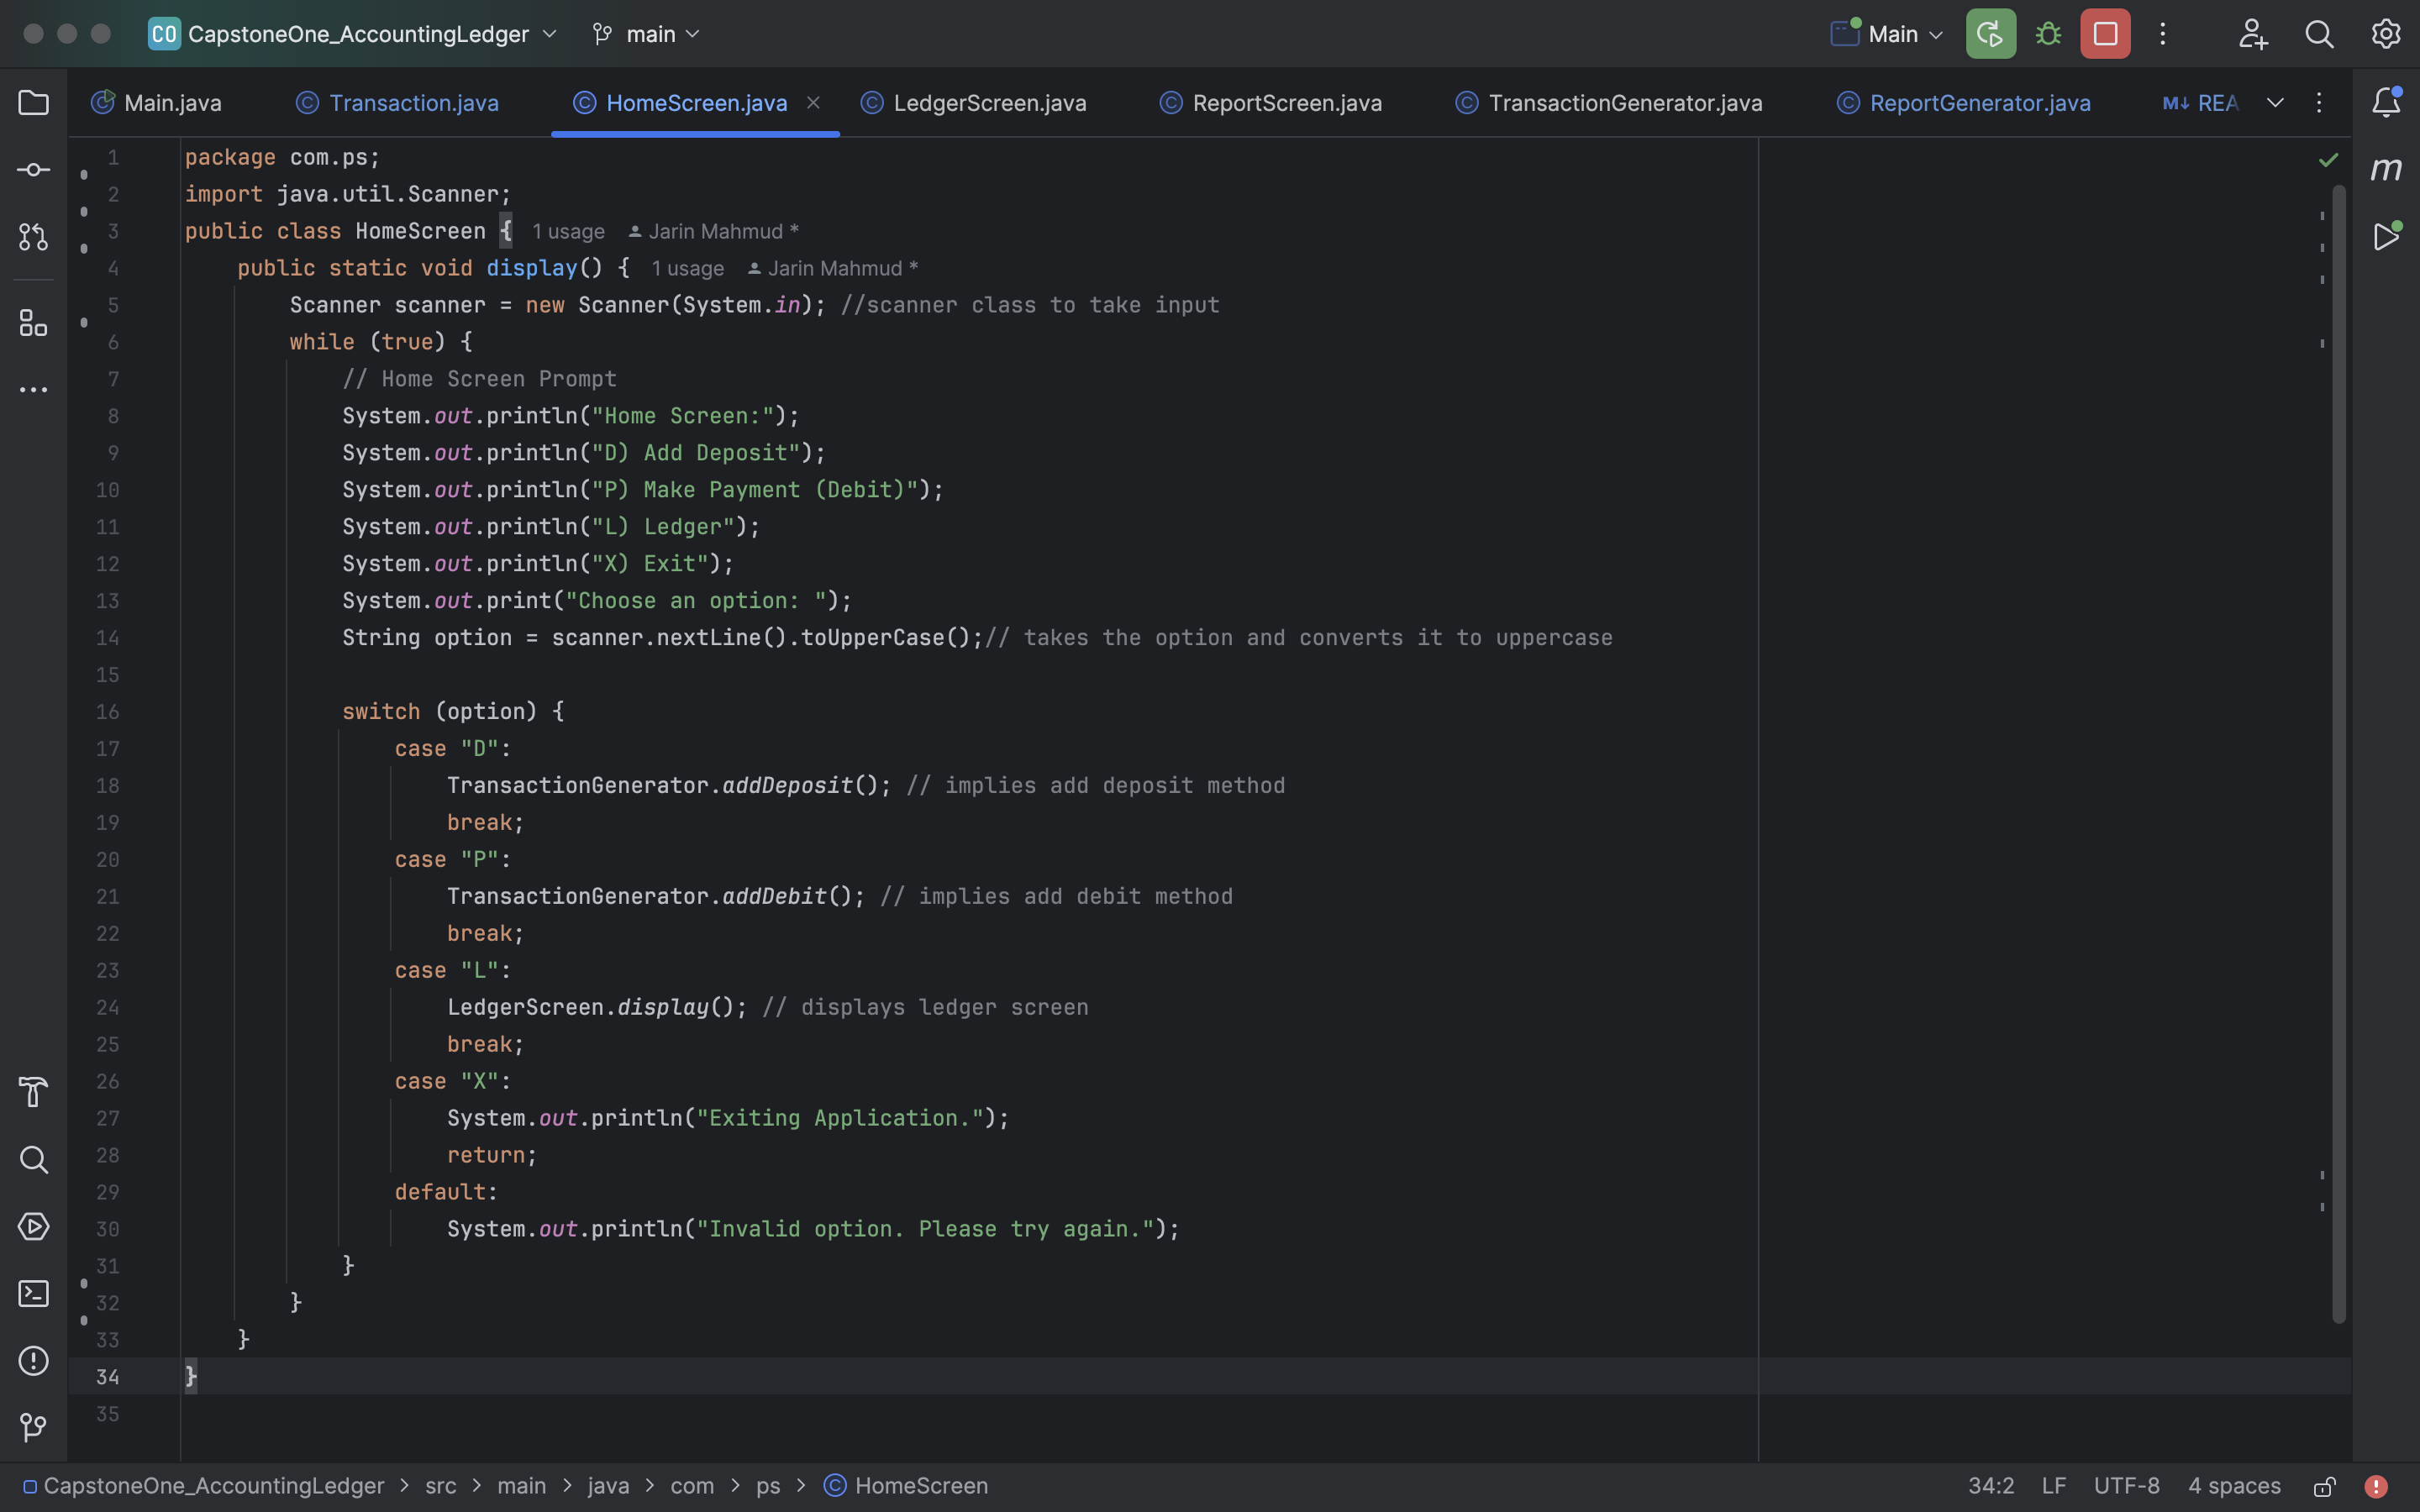 CO CapstoneOne_AccountingLedger main Main
Main.java Transaction.java HomeScreen.java LedgerScreen.java ReportScreen.java TransactionGenerator.java ReportGenerator.java M↓ REA
1 package com.ps;
2 import java.util.Scanner;
3 public class HomeScreen { 1 usage Jarin Mahmud *
4 public static void display() { 1 usage Jarin Mahmud *
5 Scanner scanner = new Scanner(System.in); //scanner class to take input
6 while (true) {
7 // Home Screen Prompt
8 System.out.println("Home Screen:");
9 System.out.println("D) Add Deposit");
10 System.out.println("P) Make Payment (Debit)");
11 System.out.println("L) Ledger");
12 System.out.println("X) Exit");
13 System.out.print("Choose an option: ");
14 String option = scanner.nextLine().toUpperCase();// takes the option and converts it to uppercase
15
16 switch (option) {
17 case "D":
18 TransactionGenerator.addDeposit(); // implies add deposit method
19 break;
20 case "P":
21 TransactionGenerator.addDebit(); // implies add debit method
22 break;
23 case "L":
24 LedgerScreen.display(); // displays ledger screen
25 break;
26 case "X":
27 System.out.println("Exiting Application.");
28 return;
29 default:
30 System.out.println("Invalid option. Please try again.");
31 }
32 }
33 }
34 }
35
CapstoneOne_AccountingLedger > src > main > java > com > ps > HomeScreen 34:2 LF UTF-8 4 spaces